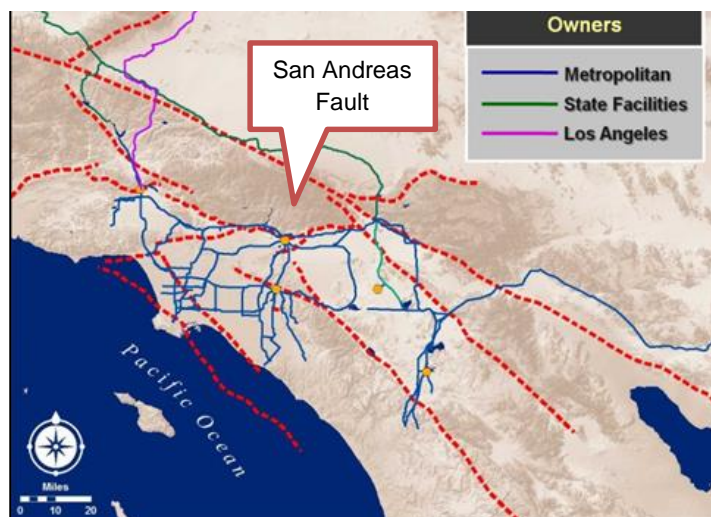 Owners
Metropolitan
State Facilities
Los Angeles
San Andreas
Fault
Pacific Ocean
Miles
0 10 20